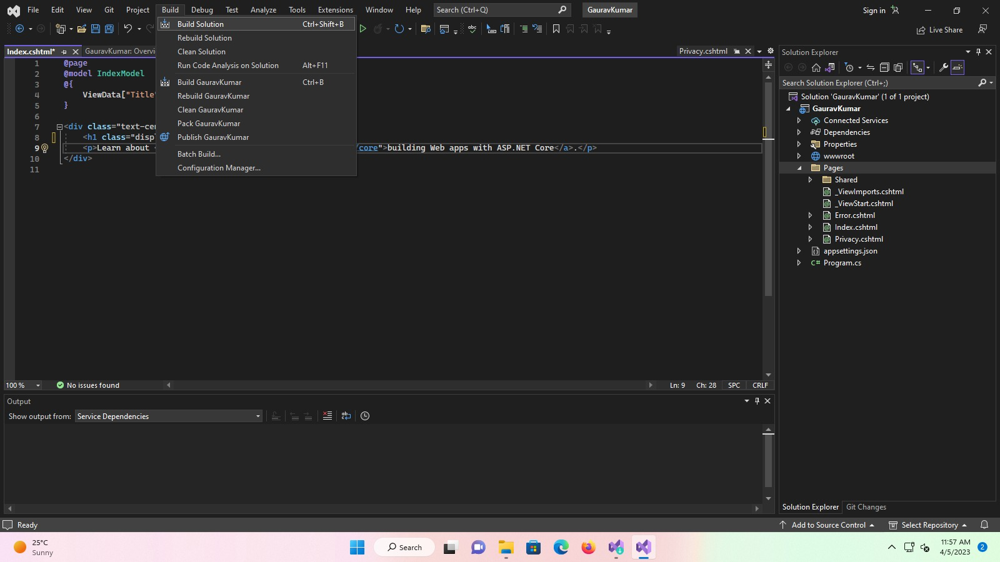 File Edit View Git Project Build Debug Test Analyze Tools Extensions Window Help Search (Ctrl+Q) GauravKumar Sign in
Live Share
Build Solution Ctrl+Shift+B
Rebuild Solution
Clean Solution
Run Code Analysis on Solution Alt+F11
Build GauravKumar Ctrl+B
Rebuild GauravKumar
Clean GauravKumar
Pack GauravKumar
Publish GauravKumar
Batch Build...
Configuration Manager...
Index.cshtml* GauravKumar: Overvi Privacy.cshtml
1 @page
2 @model IndexModel
3 @{
4 ViewData["Title"
5 }
6
7 <div class="text-cen
8 <h1 class="displ
9 <p>Learn about < /core">building Web apps with ASP.NET Core</a>.</p>
10 </div>
11
100 % No issues found Ln: 9 Ch: 28 SPC CRLF
Output
Show output from: Service Dependencies
Solution Explorer
Search Solution Explorer (Ctrl+;)
Solution 'GauravKumar' (1 of 1 project)
GauravKumar
Connected Services
Dependencies
Properties
wwwroot
Pages
Shared
_ViewImports.cshtml
_ViewStart.cshtml
Error.cshtml
Index.cshtml
Privacy.cshtml
appsettings.json
C# Program.cs
Solution Explorer Git Changes
Ready Add to Source Control Select Repository
25°C
Sunny
Search
11:57 AM
4/5/2023
2